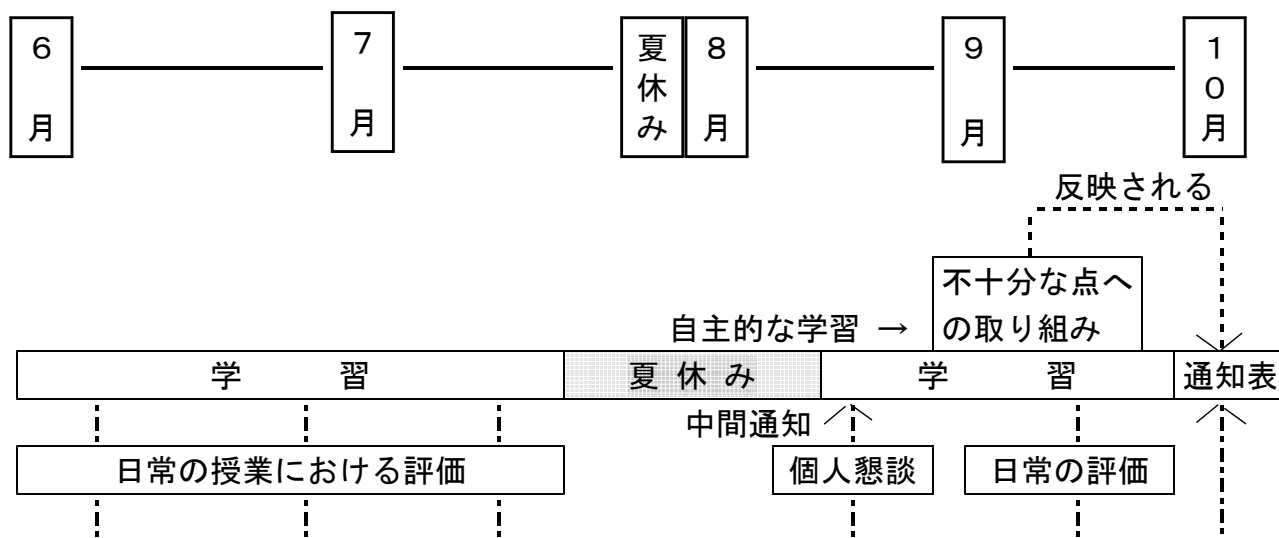 6月
7月
夏休み
8月
9月
10月
反映される
不十分な点へ
の取り組み
自主的な学習 →
学 習
夏休み
学 習
通知表
中間通知
日常の授業における評価
個人懇談
日常の評価